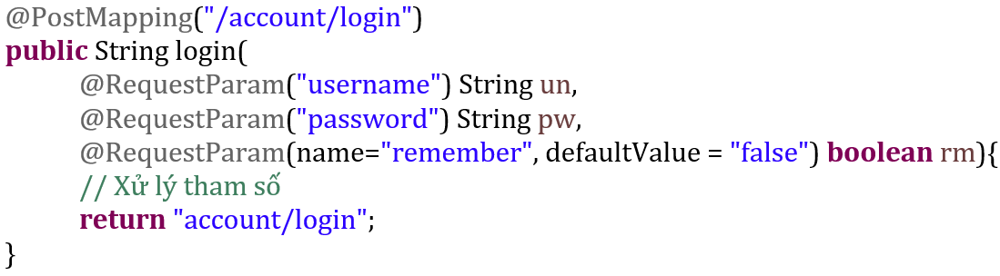 @PostMapping("/account/login")
public String login(
@RequestParam("username") String un,
@RequestParam("password") String pw,
@RequestParam(name="remember", defaultValue = "false") boolean rm){
// Xử lý tham số
return "account/login";
}